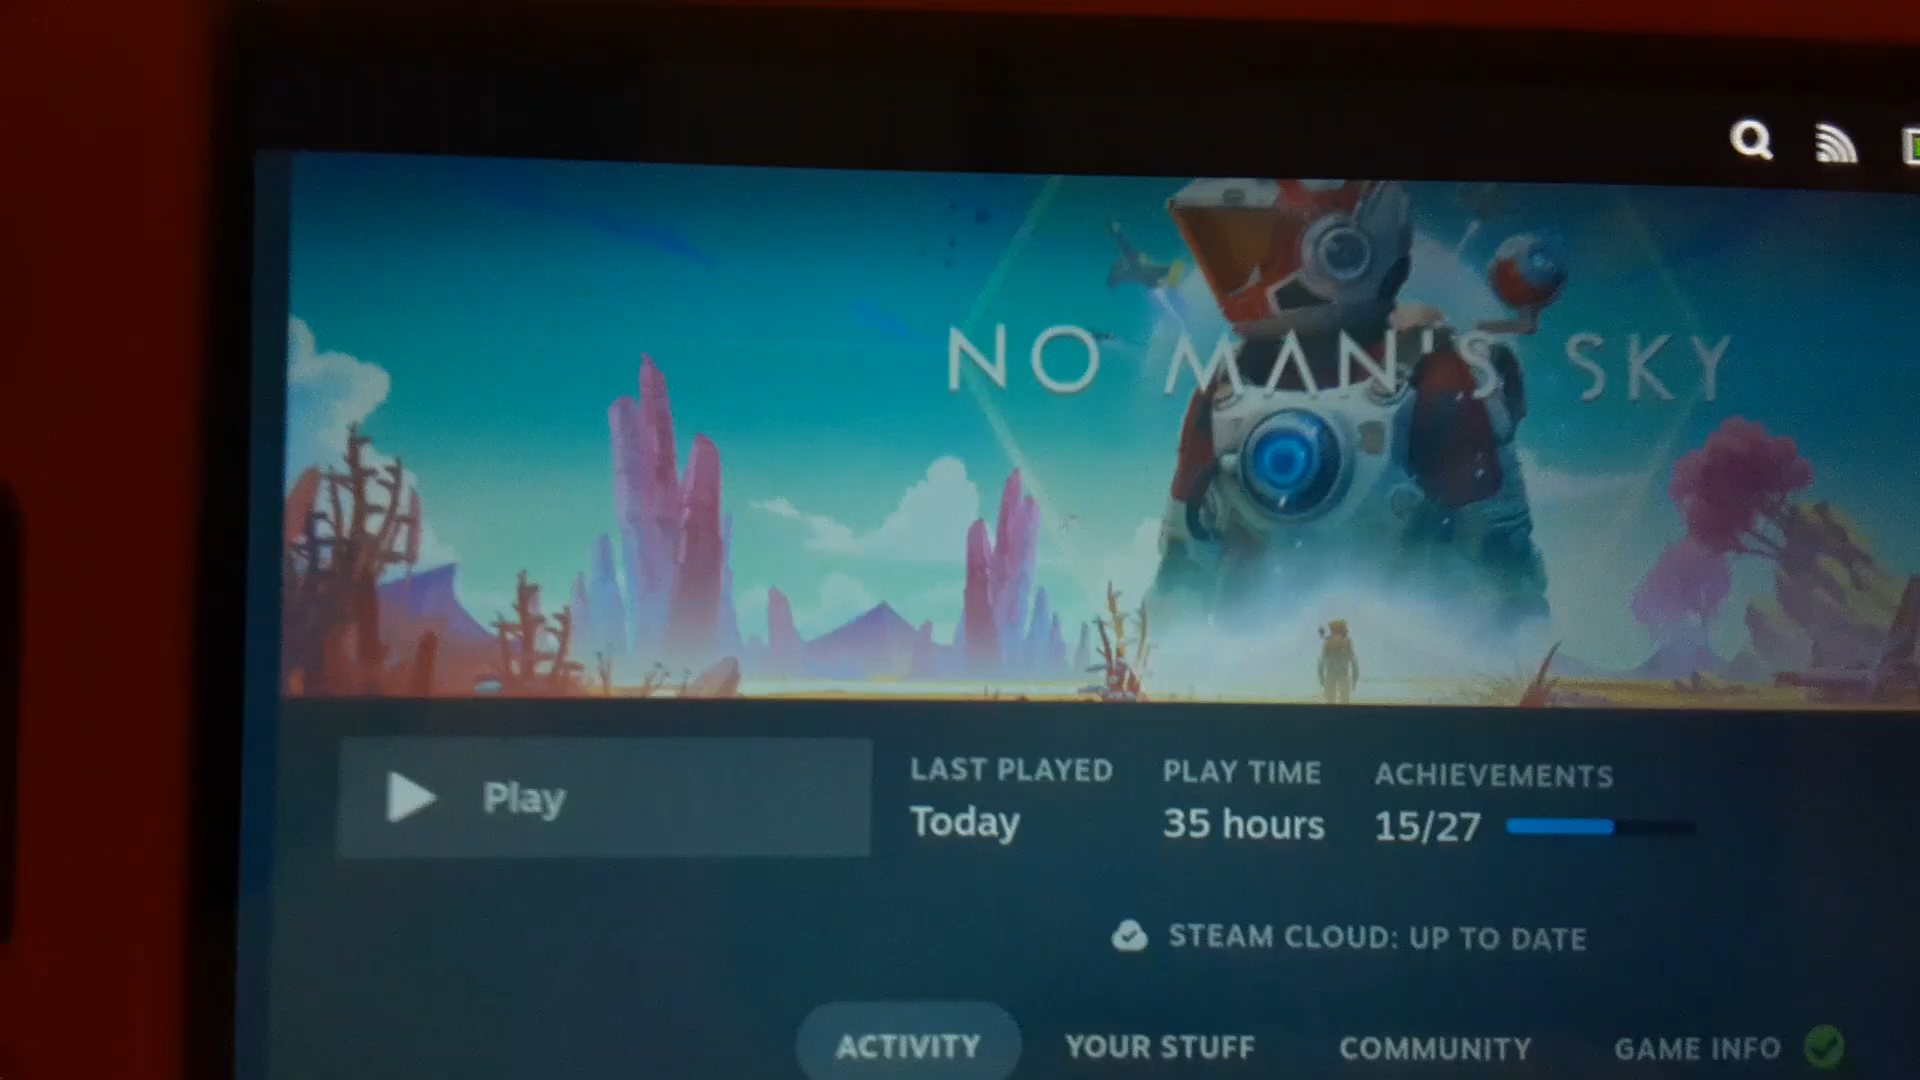 NO MAN'S SKY
Play
LAST PLAYED
Today
PLAY TIME
35 hours
ACHIEVEMENTS
15/27
STEAM CLOUD: UP TO DATE
ACTIVITY
YOUR STUFF
COMMUNITY
GAME INFO